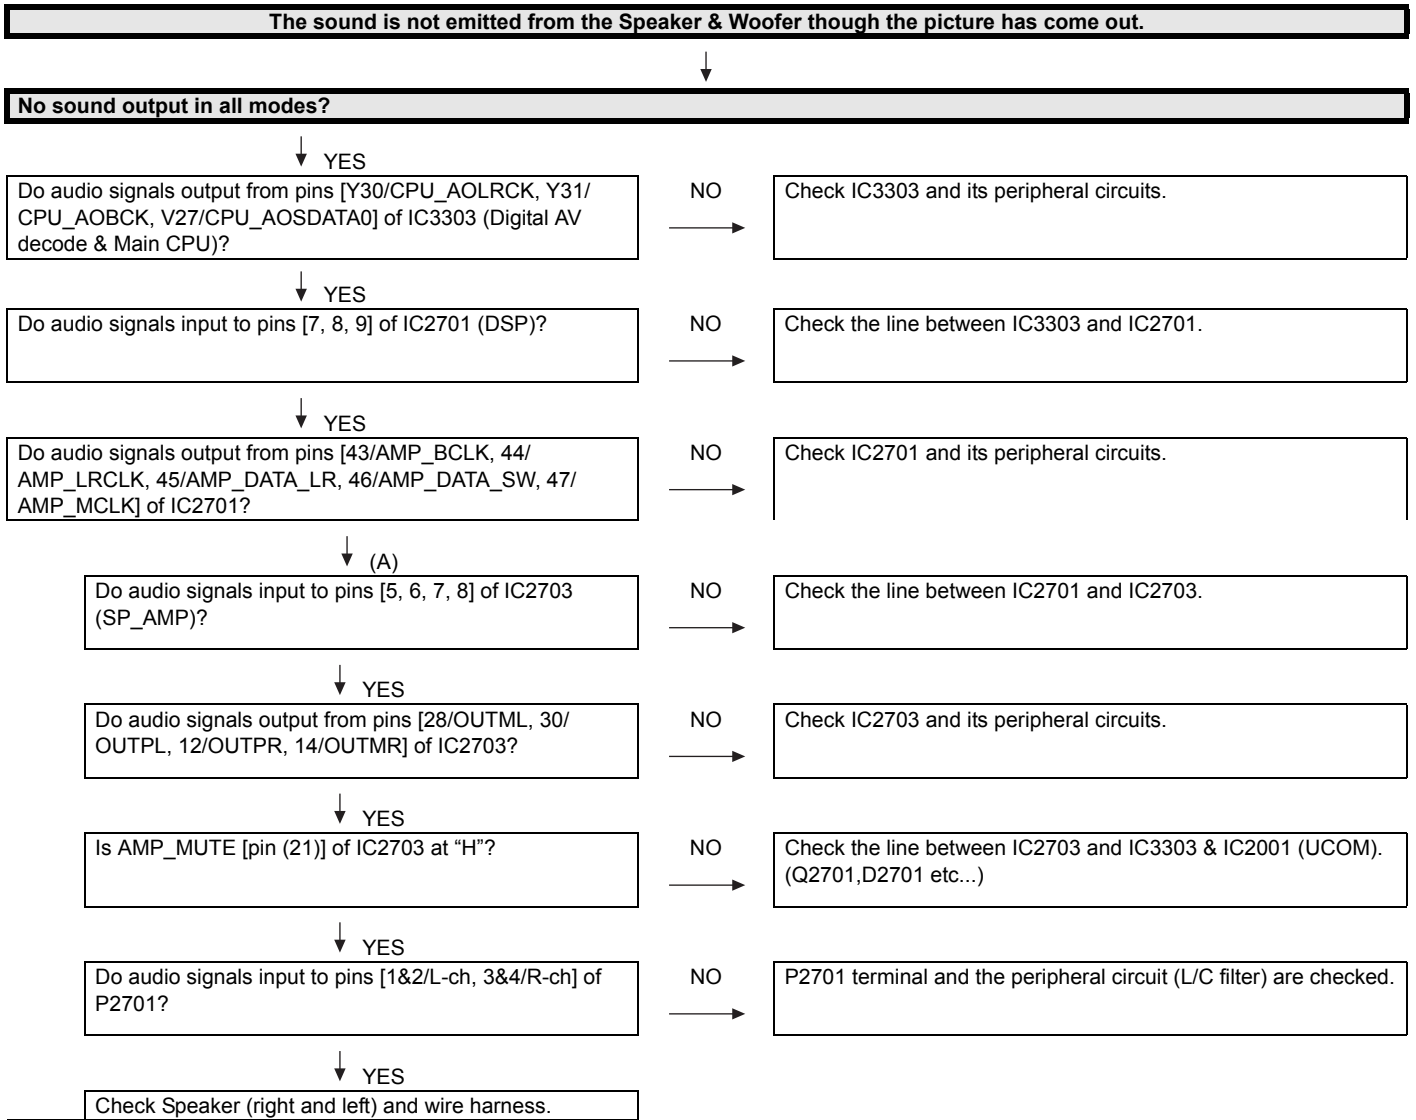 The sound is not emitted from the Speaker & Woofer though the picture has come out.
No sound output in all modes?
YES
Do audio signals output from pins [Y30/CPU_AOLRCK, Y31/
CPU_AOBCK, V27/CPU_AOSDATA0] of IC3303 (Digital AV
decode & Main CPU)?
NO
Check IC3303 and its peripheral circuits.
YES
Do audio signals input to pins [7, 8, 9] of IC2701 (DSP)?
NO
Check the line between IC3303 and IC2701.
YES
Do audio signals output from pins [43/AMP_BCLK, 44/
AMP_LRCLK, 45/AMP_DATA_LR, 46/AMP_DATA_SW, 47/
AMP_MCLK] of IC2701?
NO
Check IC2701 and its peripheral circuits.
(A)
Do audio signals input to pins [5, 6, 7, 8] of IC2703
(SP_AMP)?
NO
Check the line between IC2701 and IC2703.
YES
Do audio signals output from pins [28/OUTML, 30/
OUTPL, 12/OUTPR, 14/OUTMR] of IC2703?
NO
Check IC2703 and its peripheral circuits.
YES
Is AMP_MUTE [pin (21)] of IC2703 at “H”?
NO
Check the line between IC2703 and IC3303 & IC2001 (UCOM).
(Q2701,D2701 etc...)
YES
Do audio signals input to pins [1&2/L-ch, 3&4/R-ch] of
P2701?
NO
P2701 terminal and the peripheral circuit (L/C filter) are checked.
YES
Check Speaker (right and left) and wire harness.